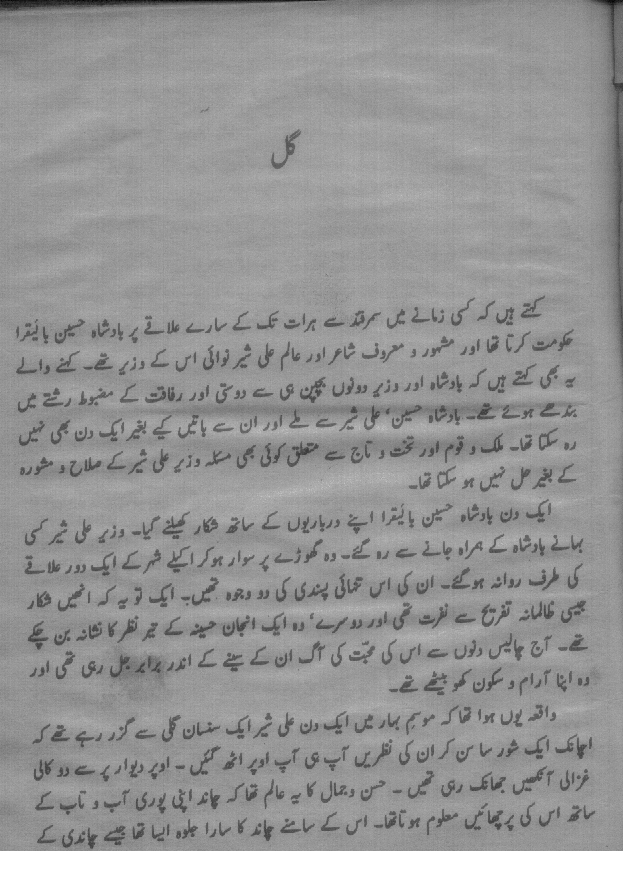 گل
کہتے ہیں کہ کسی زمانے میں سمرقند سے ہرات تک کے سارے علاقے پر بادشاہ حسین بائیقرا
حکومت کرتا تھا اور مشہور و معروف شاعر اور عالم علی شیر نوائی اس کے وزیر تھے۔ کہنے والے
یہ بھی کہتے ہیں کہ بادشاہ اور وزیر دونوں بچپن ہی سے دوستی اور رفاقت کے مضبوط رشتے میں
بندھے ہوئے تھے۔ بادشاہ حسین، علی شیر سے ملے اور ان سے باتیں کیے بغیر ایک دن بھی نہیں
رہ سکتا تھا۔ ملک و قوم اور تخت و تاج سے متعلق کوئی بھی مسئلہ وزیر علی شیر کے صلاح و مشورہ
کے بغیر حل نہیں ہو سکتا تھا۔
ایک دن بادشاہ حسین بائیقرا اپنے درباریوں کے ساتھ شکار کھیلنے گیا۔ وزیر علی شیر کسی
بہانے بادشاہ کے ہمراہ جانے سے رہ گئے۔ وہ گھوڑے پر سوار ہوکر اکیلے شہر کے ایک دور علاقے
کی طرف روانہ ہوگئے۔ ان کی اس تنہائی پسندی کی دو وجوہ تھیں۔ ایک تو یہ کہ انھیں شکار
جیسی ظالمانہ تفریح سے نفرت تھی اور دوسرے، وہ ایک انجان حسینہ کے تیر نظر کا نشانہ بن چکے
تھے۔ آج چالیس دنوں سے اس کی محبّت کی آگ ان کے سینے کے اندر برابر جل رہی تھی اور
وہ اپنا آرام و سکون کھو بیٹھے تھے۔
واقعہ یوں ہوا تھا کہ موسم بہار میں ایک دن علی شیر ایک سنسان گلی سے گزر رہے تھے کہ
اچانک ایک شور سا سن کر ان کی نظریں آپ ہی آپ اوپر اٹھ گئیں۔ اوپر دیوار پر سے دو کالی
غزالی آنکھیں جھانک رہی تھیں۔ حسن و جمال کا یہ عالم تھا کہ چاند اپنی پوری آب و تاب کے
ساتھ اس کی پرچھائیں معلوم ہوتا تھا۔ اس کے سامنے چاند کا سارا جلوہ ایسا تھا جیسے چاندی کے